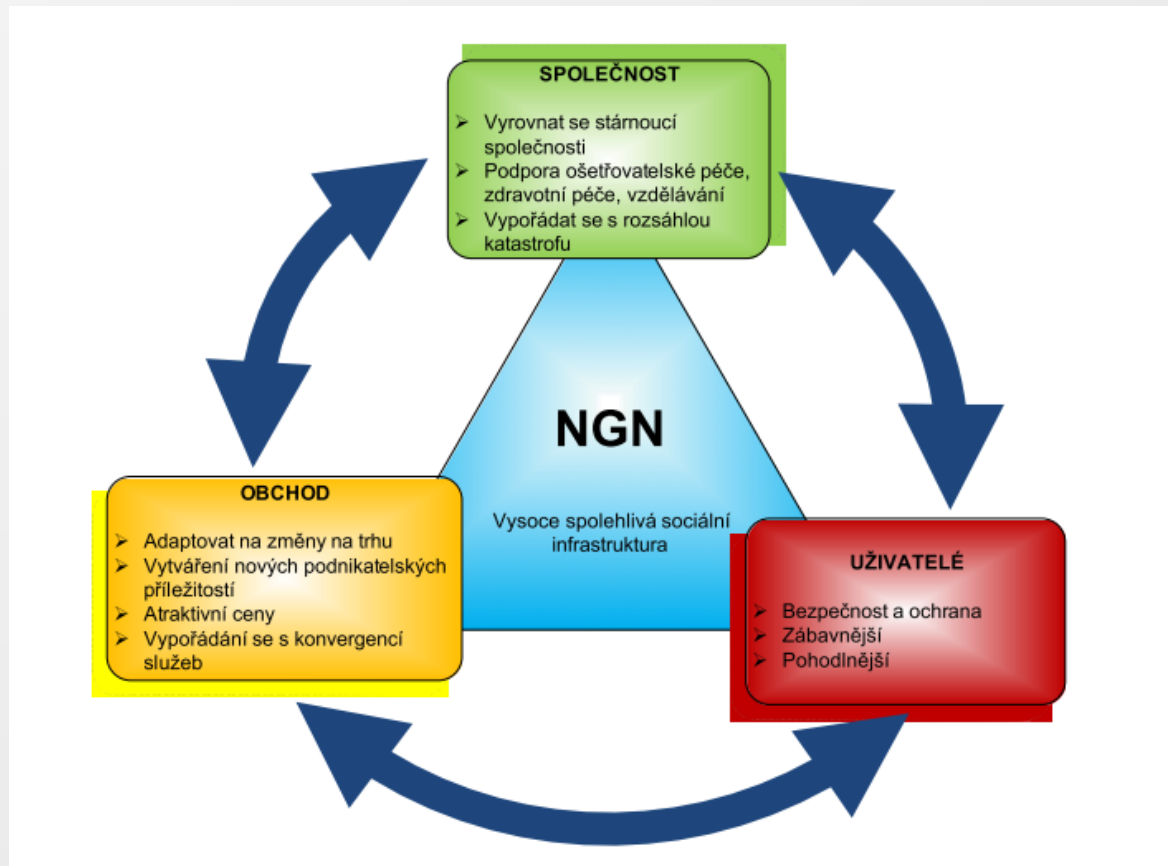 SPOLEČNOST
➢ Vyrovnat se stárnoucí
společnosti
➢ Podpora ošetřovatelské péče,
zdravotní péče, vzdělávání
➢ Vypořádat se s rozsáhlou
katastrofu
NGN
Vysoce spolehlivá sociální
infrastruktura
OBCHOD
➢ Adaptovat na změny na trhu
➢ Vytváření nových podnikatelských
příležitostí
➢ Atraktivní ceny
➢ Vypořádání se s konvergencí
služeb
UŽIVATELÉ
➢ Bezpečnost a ochrana
➢ Zábavnější
➢ Pohodlnější